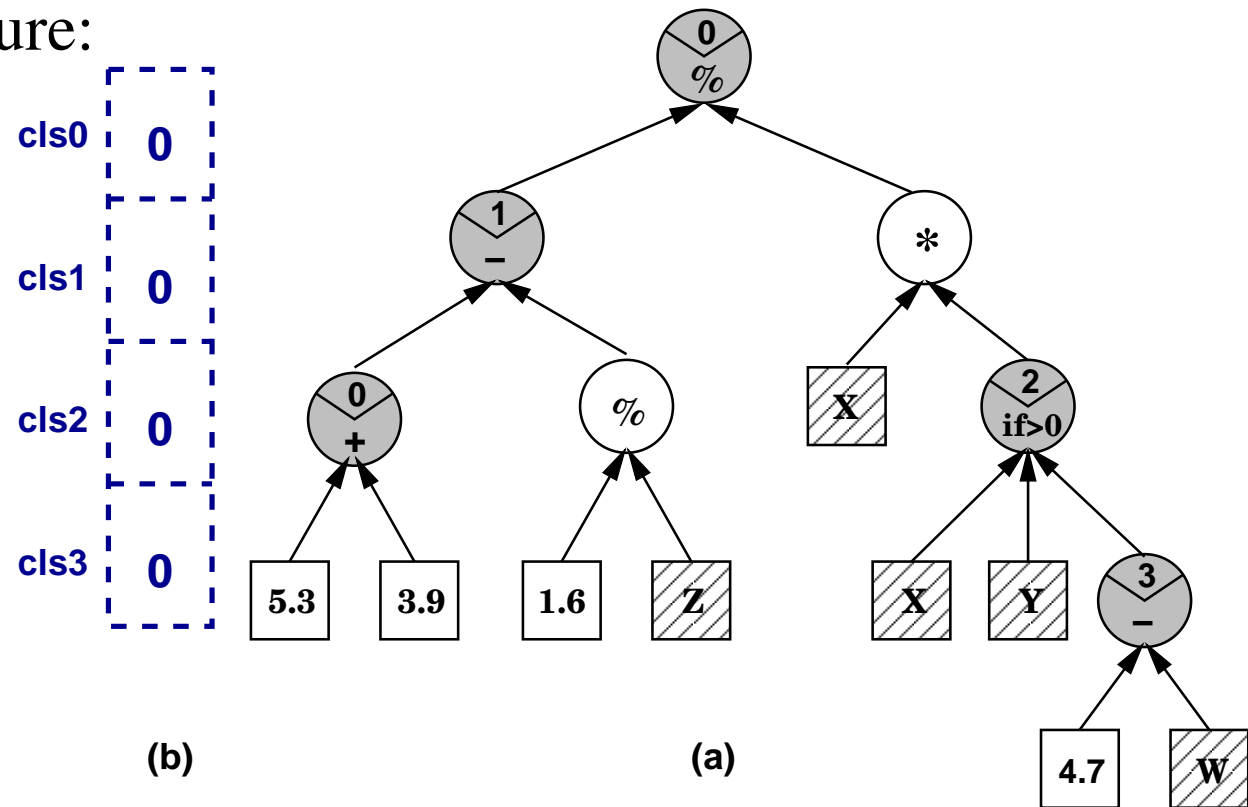 ure:
0
%
cls0 0
1
−
*
cls1 0
0
+
%
X
2
if>0
cls2 0
cls3 0
5.3 3.9 1.6 Z X Y
3
−
4.7 W
(b) (a)